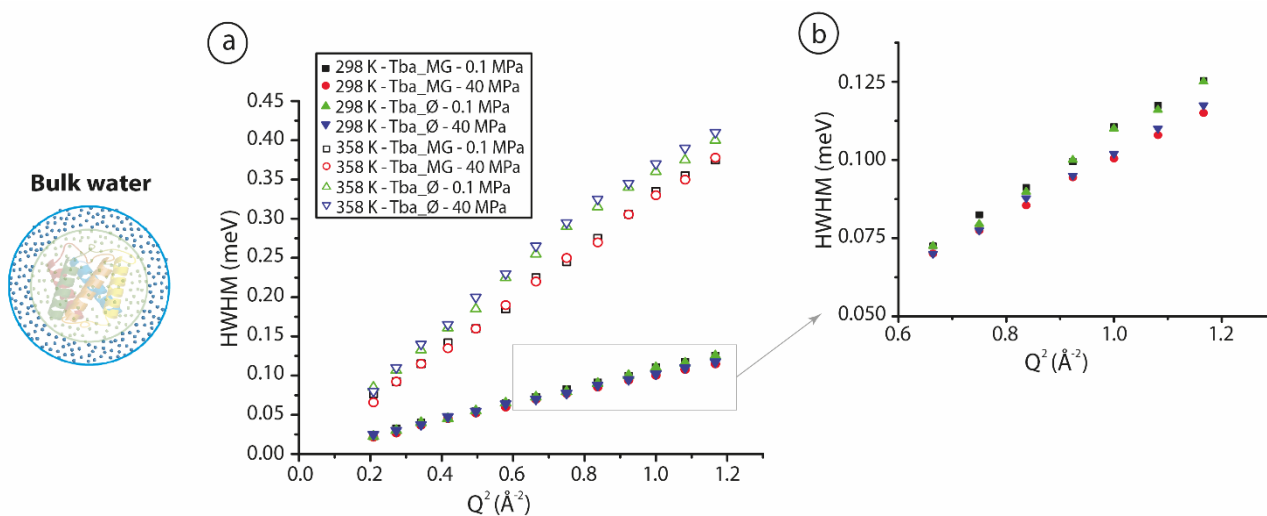 Bulk water
a
298 K - Tba_MG - 0.1 MPa
298 K - Tba_MG - 40 MPa
298 K - Tba_Ø - 0.1 MPa
298 K - Tba_Ø - 40 MPa
358 K - Tba_MG - 0.1 MPa
358 K - Tba_MG - 40 MPa
358 K - Tba_Ø - 0.1 MPa
358 K - Tba_Ø - 40 MPa
HWHM (meV)
0.45
0.40
0.35
0.30
0.25
0.20
0.15
0.10
0.05
0.00
0.0 0.2 0.4 0.6 0.8 1.0 1.2
Q² (Å⁻²)
b
HWHM (meV)
0.125
0.100
0.075
0.050
0.6 0.8 1.0 1.2
Q² (Å⁻²)